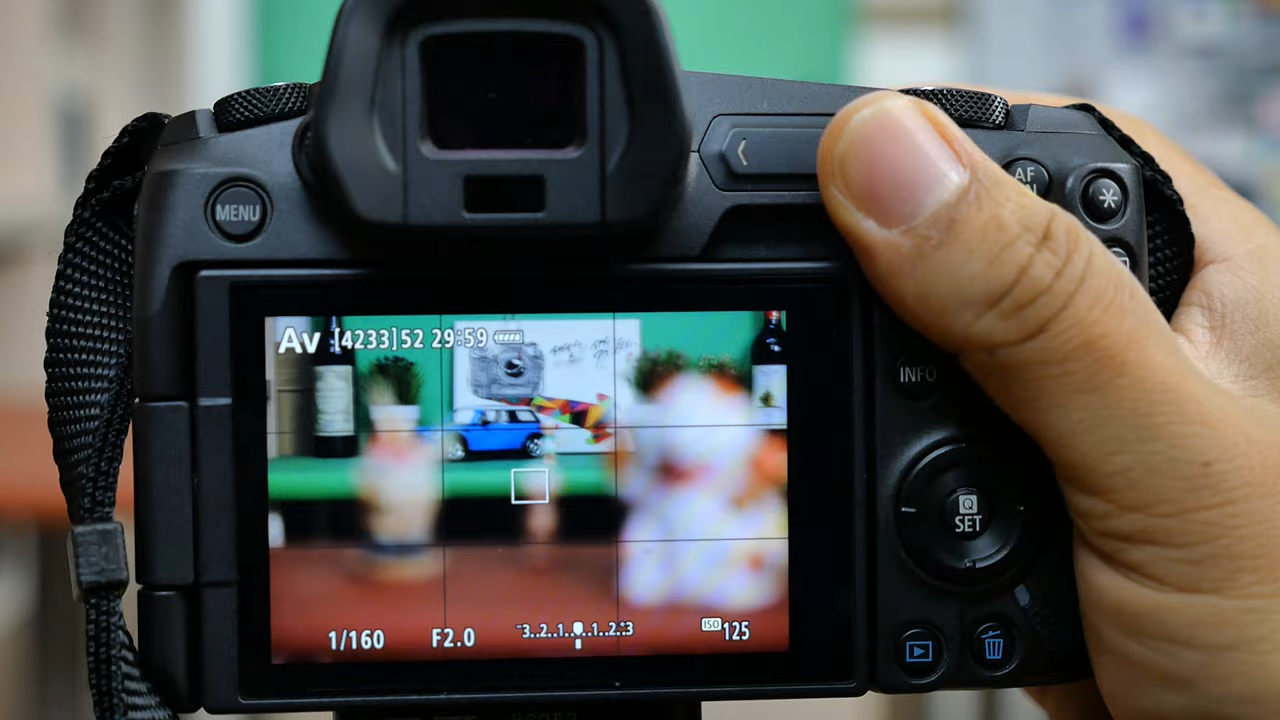 AF
MENU
Av [4233]52 29:59
INFO
Q
SET
1/160 F2.0 -3..2..1..0..1..2..+3 ISO 125